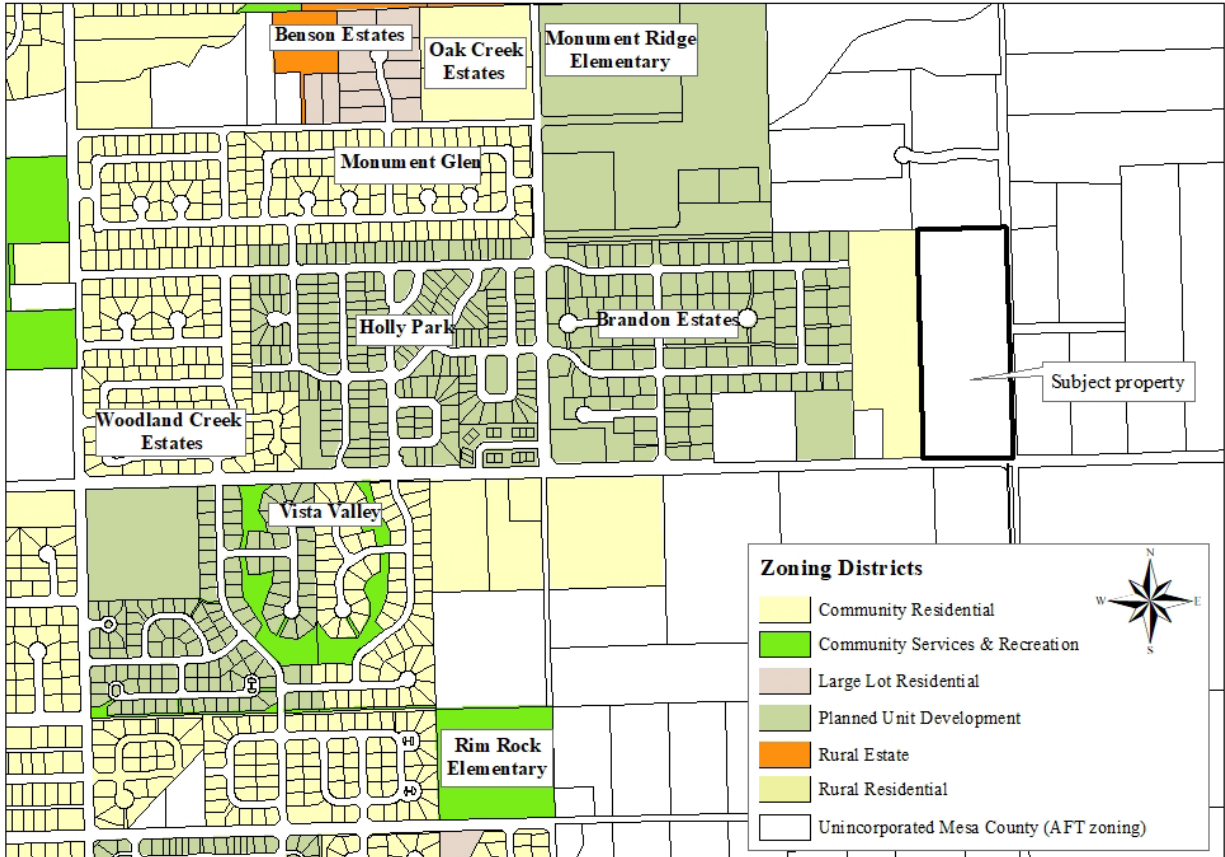 Benson Estates
Oak Creek
Estates
Monument Ridge
Elementary
Monument Glen
Holly Park
Brandon Estates
Subject property
Woodland Creek
Estates
Vista Valley
Rim Rock
Elementary
Zoning Districts
N
W
E
S
Community Residential
Community Services & Recreation
Large Lot Residential
Planned Unit Development
Rural Estate
Rural Residential
Unincorporated Mesa County (AFT zoning)